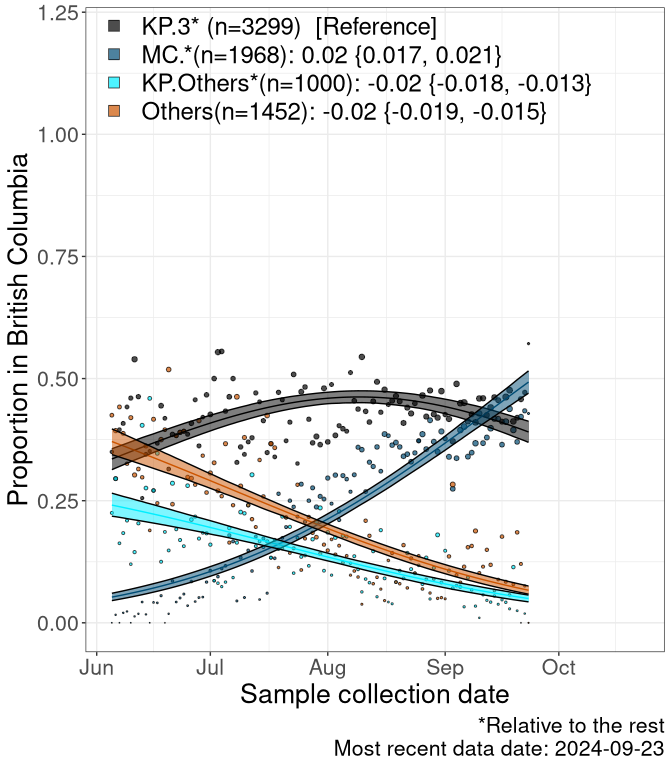 KP.3* (n=3299)  [Reference]
MC.*(n=1968): 0.02 {0.017, 0.021}
KP.Others*(n=1000): -0.02 {-0.018, -0.013}
Others(n=1452): -0.02 {-0.019, -0.015}
Proportion in British Columbia
1.25
1.00
0.75
0.50
0.25
0.00
Jun Jul Aug Sep Oct
Sample collection date
*Relative to the rest
Most recent data date: 2024-09-23